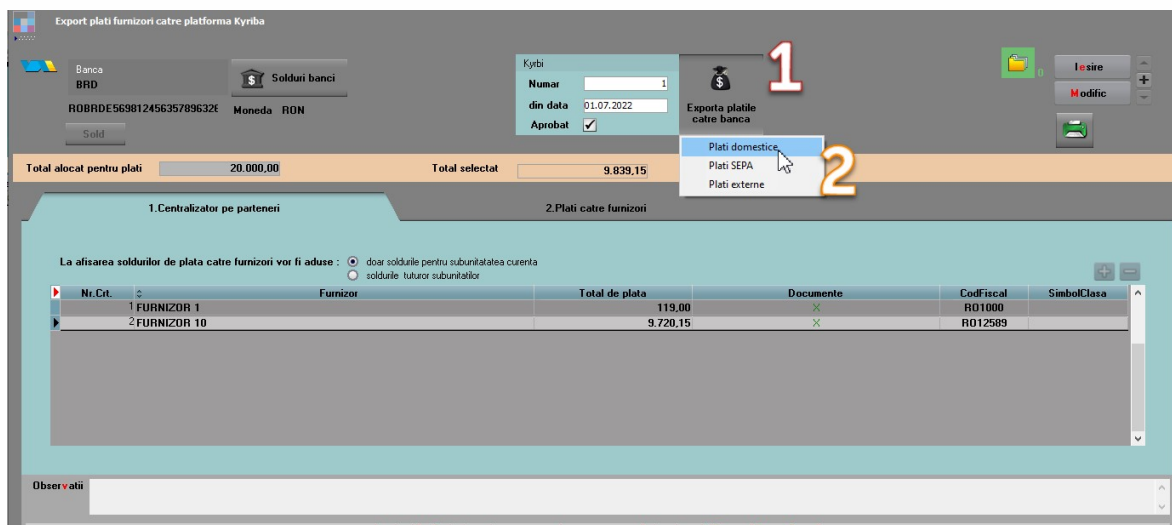 Export plati furnizori catre platforma Kyriba
Banca
BRD
ROBRDE569812456357896328
Sold
Solduri banci
Moneda RON
Kyrbi
Numar 1
din data 01.07.2022
Aprobat
Exporta platile
catre banca
1
0
Iesire
Modific
Plati domestice
Plati SEPA
Plati externe
2
Total alocat pentru plati 20.000,00 Total selectat 9.839,15
1.Centralizator pe parteneri 2.Plati catre furnizori
La afisarea soldurilor de plata catre furnizori vor fi aduse : doar soldurile pentru subunitatatea curenta
soldurile tuturor subunitatilor
Nr.Crt. Furnizor Total de plata Documente CodFiscal SimbolClasa
1 FURNIZOR 1 119,00 X RO1000
2 FURNIZOR 10 9.720,15 X RO12589
Observatii